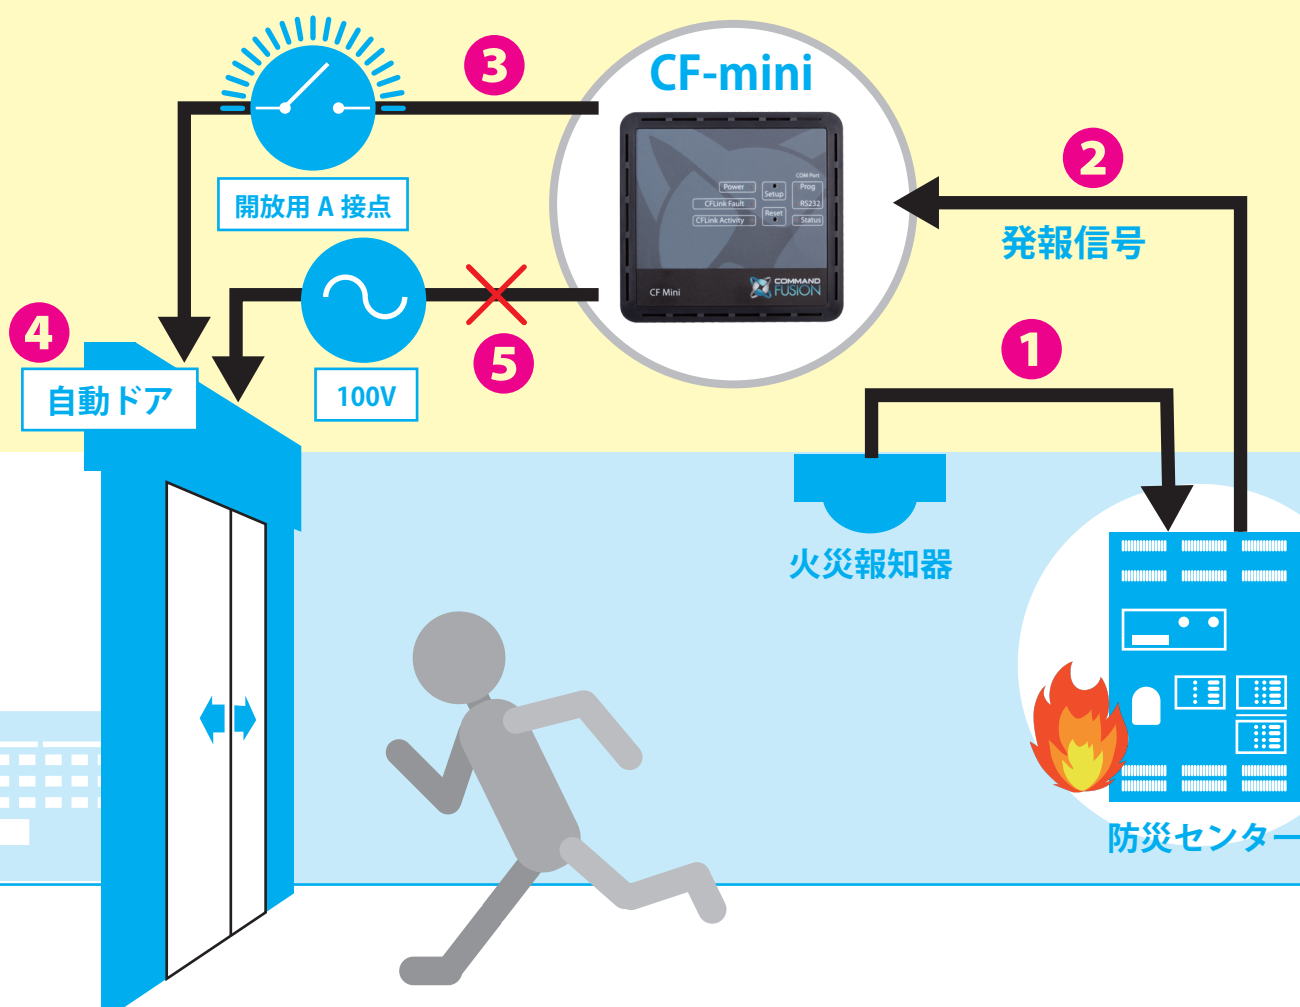 3
CF-mini
2
発報信号
開放用 A 接点
COM Port
Power
Setup
Prog
CFLink Fault
RS232
Reset
CFLink Activity
Status
CF Mini
COMMAND
FUSION
4
自動ドア
100V
5
1
火災報知器
防災センター